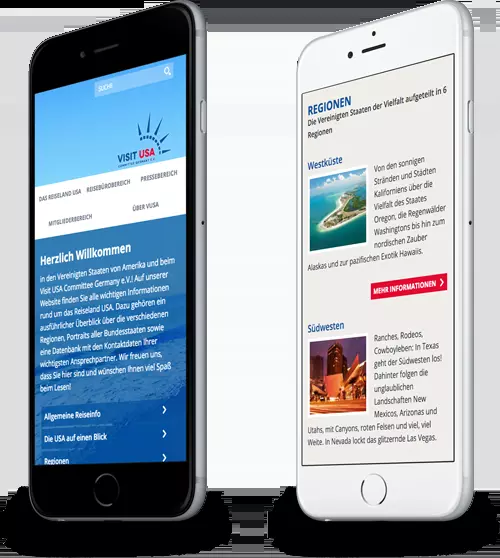 SUCHE
VISIT USA
COMMITTEE GERMANY e.V.
DAS REISELAND USA REISEBÜROBEREICH PRESSEBEREICH
MITGLIEDERBEREICH ÜBER VUSA
Herzlich Willkommen
in den Vereinigten Staaten von Amerika und beim
Visit USA Committee Germany e.V.! Auf unserer
Website finden Sie alle wichtigen Informationen
rund um das Reiseland USA. Dazu gehören ein
ausführlicher Überblick über die verschiedenen
Regionen, Portraits aller Bundesstaaten sowie
eine Datenbank mit den Kontaktdaten Ihrer
wichtigsten Ansprechpartner. Wir freuen uns,
dass Sie hier sind und wünschen Ihnen viel Spaß
beim Lesen!
Allgemeine Reiseinfo
Die USA auf einen Blick
Regionen
REGIONEN
Die Vereinigten Staaten der Vielfalt aufgeteilt in 6
Regionen
Westküste
Von den sonnigen
Stränden und Städten
Kaliforniens über die
Vielfalt des Staates
Oregon, die Regenwälder
Washingtons bis hin zum
nordischen Zauber
Alaskas und zur pazifischen Exotik Hawaiis.
MEHR INFORMATIONEN
Südwesten
Ranches, Rodeos,
Cowboyleben: In Texas
geht der Südwesten los!
Dahinter folgen die
unglaublichen
Landschaften New
Mexicos, Arizonas und
Utahs, mit Canyons, roten Felsen und viel, viel
Weite. In Nevada lockt das glitzernde Las Vegas.